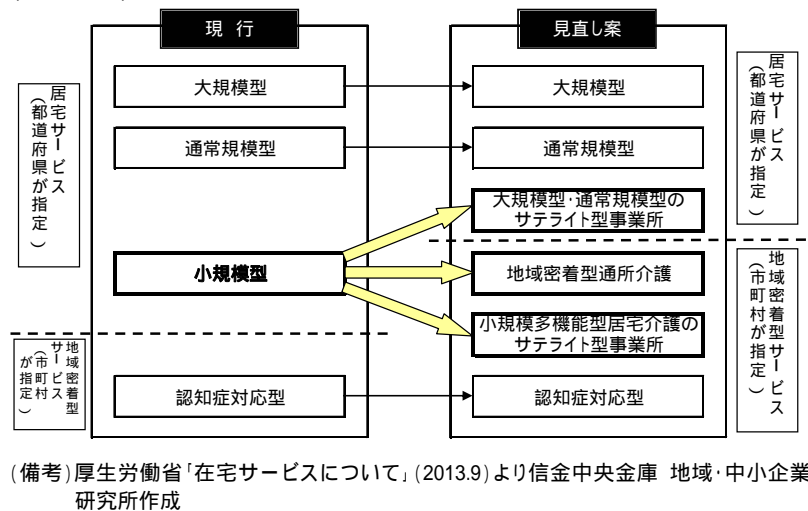 現 行
見直し案
居宅サービス
(都道府県が指定)
大規模型
大規模型
居宅サービス
(都道府県が指定)
通常規模型
通常規模型
大規模型・通常規模型の
サテライト型事業所
小規模型
地域密着型通所介護
地域密着型サービス
(市町村が指定)
小規模多機能型居宅介護の
サテライト型事業所
地域密着型
サービス
(市町村
が指定)
認知症対応型
認知症対応型
(備考)厚生労働省「在宅サービスについて」(2013.9)より信金中央金庫 地域・中小企業
研究所作成